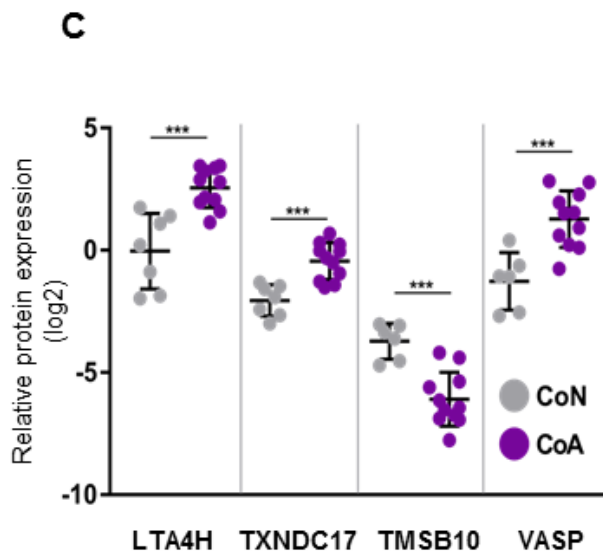 C
Relative protein expression
(log2)
5
0
-5
-10
***
***
***
***
CoN
CoA
LTA4H
TXNDC17
TMSB10
VASP